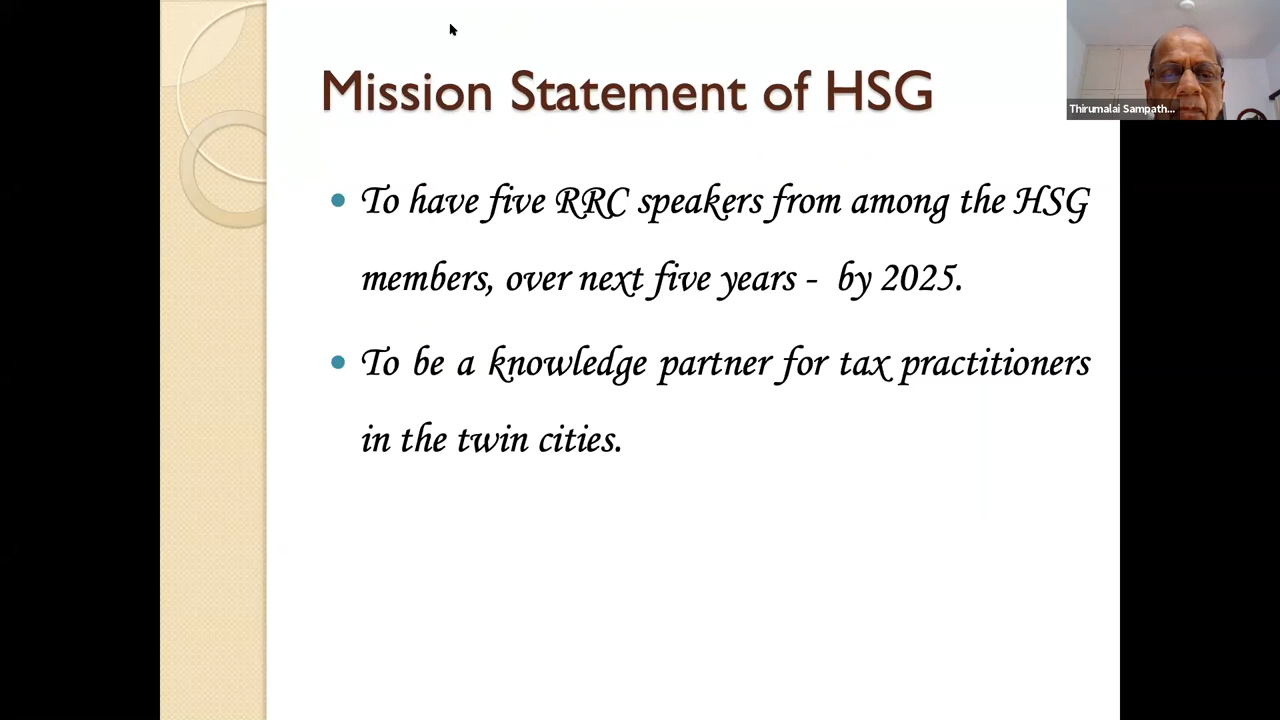 Mission Statement of HSG
Thirumalai Sampath...
• To have five RRC speakers from among the HSG
members, over next five years - by 2025.
• To be a knowledge partner for tax practitioners
in the twin cities.